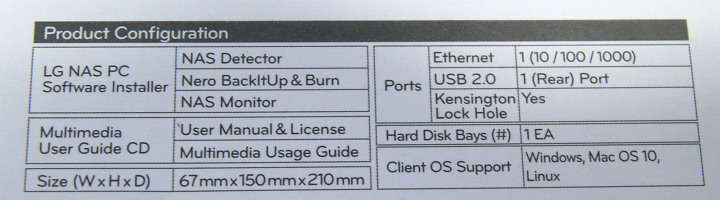 Product Configuration
LG NAS PC
Software Installer
NAS Detector
Nero BackItUp & Burn
NAS Monitor
Multimedia
User Guide CD
User Manual & License
Multimedia Usage Guide
Size (W x H x D)
67mm x 150mm x 210mm
Ports
Ethernet
1 (10 / 100 / 1000)
USB 2.0
1 (Rear) Port
Kensington
Lock Hole
Yes
Hard Disk Bays (#)
1 EA
Client OS Support
Windows, Mac OS 10,
Linux